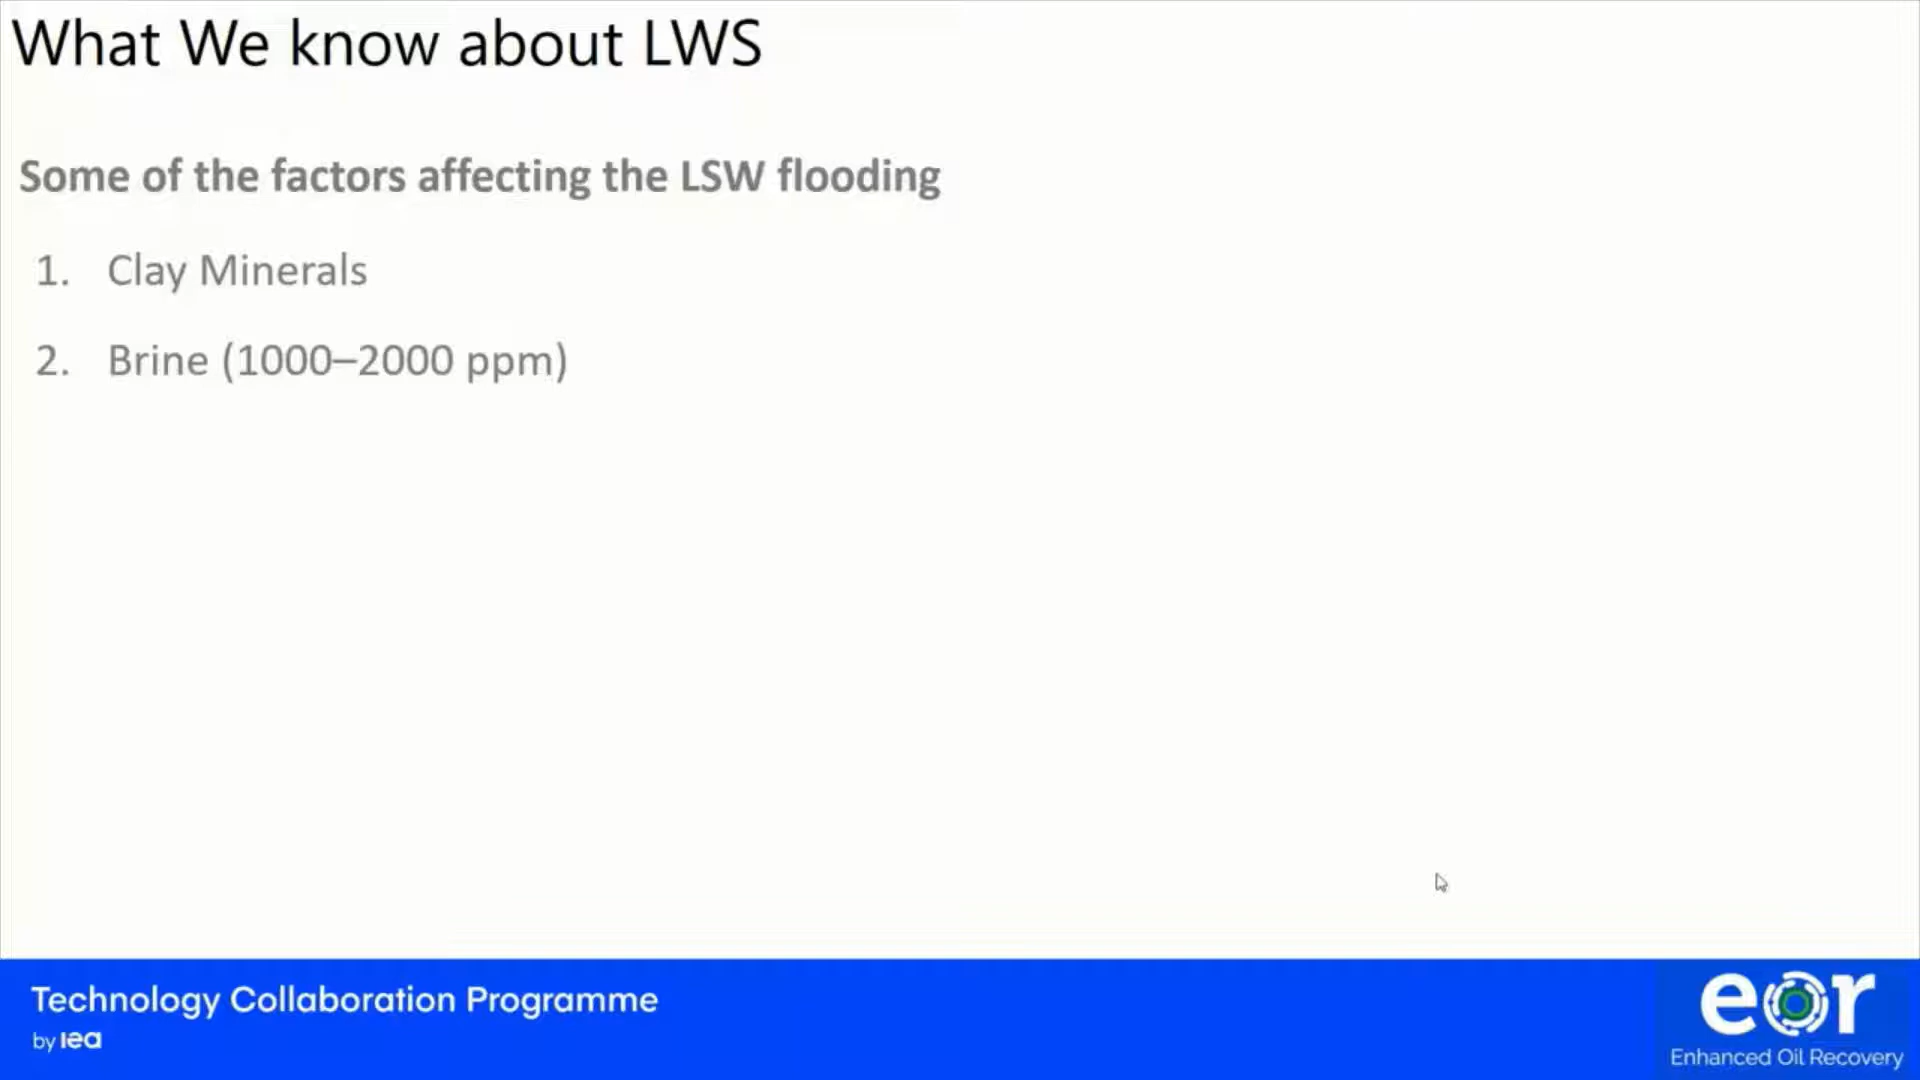 What We know about LWS
Some of the factors affecting the LSW flooding
1. Clay Minerals
2. Brine (1000–2000 ppm)
Technology Collaboration Programme
by iea
eor
Enhanced Oil Recovery